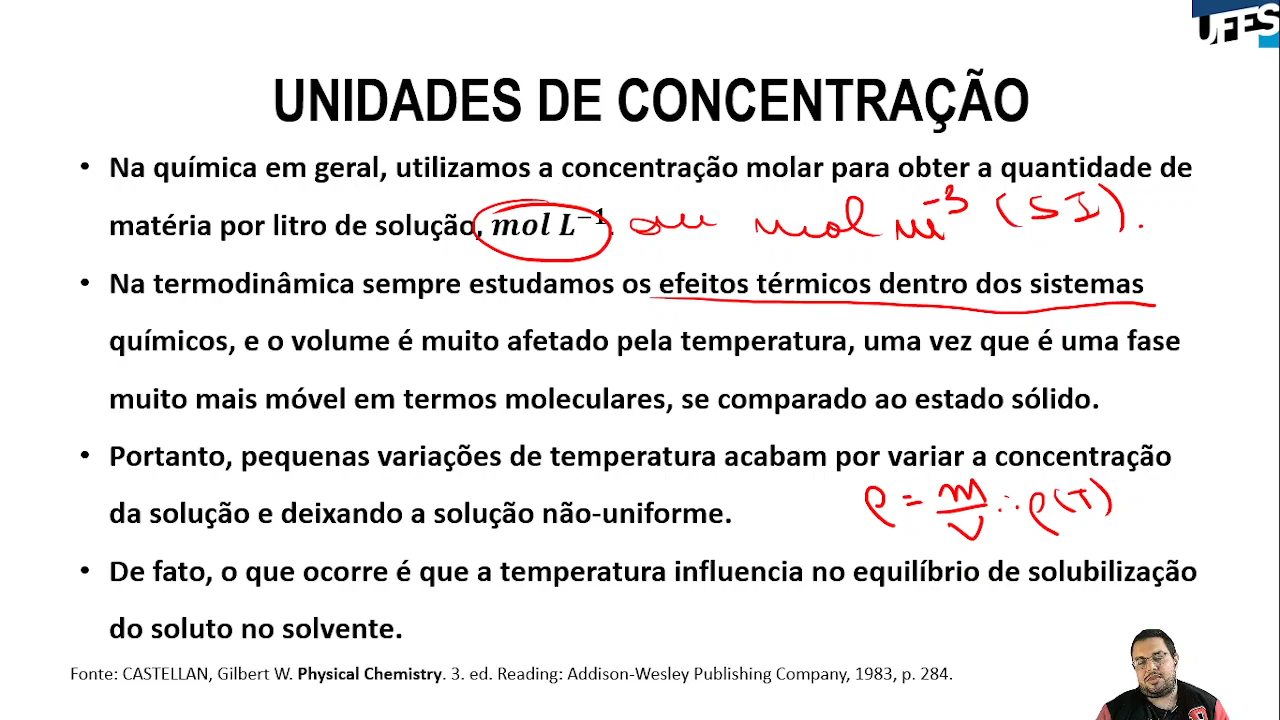 UFES
UNIDADES DE CONCENTRAÇÃO
• Na química em geral, utilizamos a concentração molar para obter a quantidade de
matéria por litro de solução, mol L⁻¹. ou mol m⁻³ (SI).
• Na termodinâmica sempre estudamos os efeitos térmicos dentro dos sistemas
químicos, e o volume é muito afetado pela temperatura, uma vez que é uma fase
muito mais móvel em termos moleculares, se comparado ao estado sólido.
• Portanto, pequenas variações de temperatura acabam por variar a concentração
da solução e deixando a solução não-uniforme. ρ = m/V ∴ ρ(T)
• De fato, o que ocorre é que a temperatura influencia no equilíbrio de solubilização
do soluto no solvente.
Fonte: CASTELLAN, Gilbert W. Physical Chemistry. 3. ed. Reading: Addison-Wesley Publishing Company, 1983, p. 284.